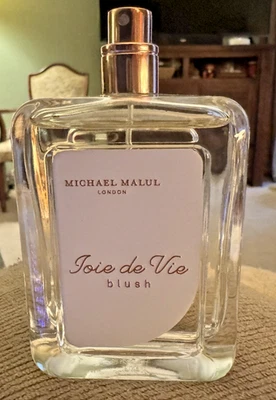 MICHAEL MALUL
LONDON
Joie de Vie
blush